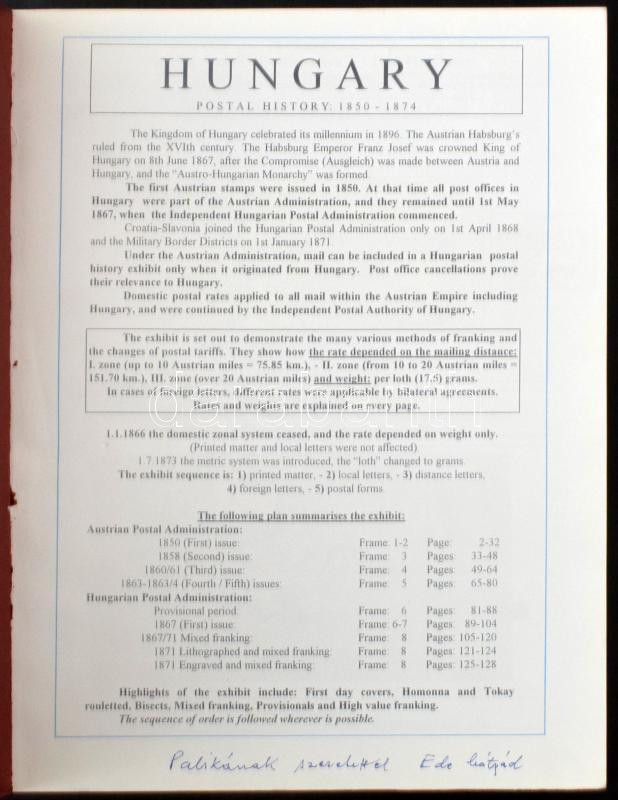 HUNGARY
POSTAL HISTORY: 1850 - 1874
The Kingdom of Hungary celebrated its millennium in 1896. The Austrian Habsburg's
ruled from the XVIth century. The Habsburg Emperor Franz Josef was crowned King of
Hungary on 8th June 1867, after the Compromise (Ausgleich) was made between Austria and
Hungary, and the "Austro-Hungarian Monarchy" was formed.
The first Austrian stamps were issued in 1850. At that time all post offices in
Hungary were part of the Austrian Administration, and they remained until 1st May
1867, when the Independent Hungarian Postal Administration commenced.
Croatia-Slavonia joined the Hungarian Postal Administration only on 1st April 1868
and the Military Border Districts on 1st January 1871.
Under the Austrian Administration, mail can be included in a Hungarian postal
history exhibit only when it originated from Hungary. Post office cancellations prove
their relevance to Hungary.
Domestic postal rates applied to all mail within the Austrian Empire including
Hungary, and were continued by the Independent Postal Authority of Hungary.
The exhibit is set out to demonstrate the many various methods of franking and
the changes of postal tariffs. They show how the rate depended on the mailing distance:
I. zone (up to 10 Austrian miles = 75.85 km.), - II. zone (from 10 to 20 Austrian miles =
151.70 km.), III. zone (over 20 Austrian miles) and weight: per loth (17.5) grams.
In cases of foreign letters, different rates were applicable by bilateral agreements.
Rates and weights are explained on every page.
1.1.1866 the domestic zonal system ceased, and the rate depended on weight only.
(Printed matter and local letters were not affected)
1.7.1873 the metric system was introduced, the "loth" changed to grams.
The exhibit sequence is: 1) printed matter, - 2) local letters, - 3) distance letters,
4) foreign letters, - 5) postal forms.
The following plan summarises the exhibit:
Austrian Postal Administration:
1850 (First) issue: Frame: 1-2 Page: 2-32
1858 (Second) issue: Frame: 3 Pages: 33-48
1860/61 (Third) issue: Frame: 4 Pages: 49-64
1863-1863/4 (Fourth / Fifth) issues: Frame: 5 Pages: 65-80
Hungarian Postal Administration:
Provisional period: Frame: 6 Pages: 81-88
1867 (First) issue: Frame: 6-7 Pages: 89-104
1867/71 Mixed franking: Frame: 8 Pages: 105-120
1871 Lithographed and mixed franking: Frame: 8 Pages: 121-124
1871 Engraved and mixed franking: Frame: 8 Pages: 125-128
Highlights of the exhibit include: First day covers, Homonna and Tokay
rouletted, Bisects, Mixed franking, Provisionals and High value franking.
The sequence of order is followed wherever is possible.
Palikának szeretettel Ede bátyád